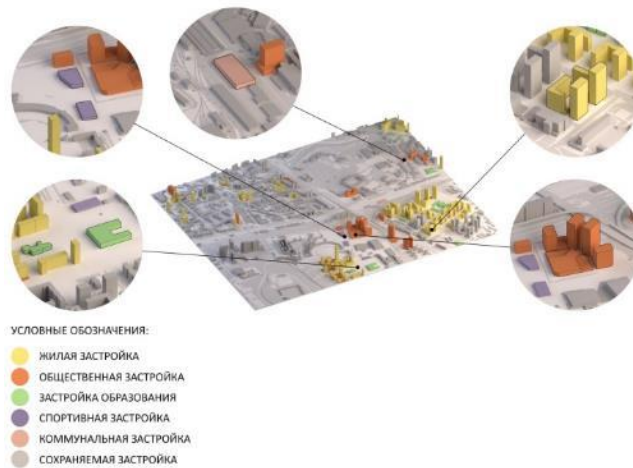 УСЛОВНЫЕ ОБОЗНАЧЕНИЯ:
ЖИЛАЯ ЗАСТРОЙКА
ОБЩЕСТВЕННАЯ ЗАСТРОЙКА
ЗАСТРОЙКА ОБРАЗОВАНИЯ
СПОРТИВНАЯ ЗАСТРОЙКА
КОММУНАЛЬНАЯ ЗАСТРОЙКА
СОХРАНЯЕМАЯ ЗАСТРОЙКА